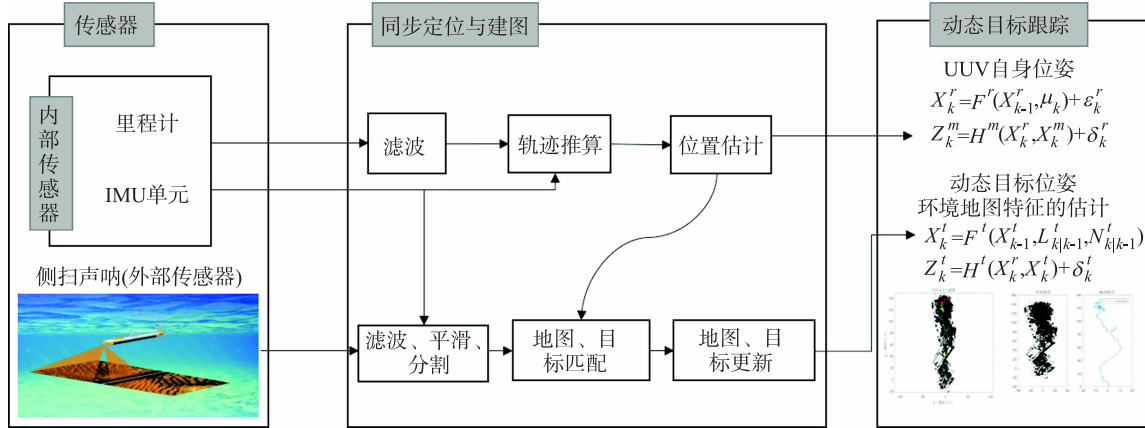 传感器
同步定位与建图
动态目标跟踪
内部传感器
里程计
IMU单元
侧扫声呐(外部传感器)
滤波
轨迹推算
位置估计
滤波、平滑、
分割
地图、目
标匹配
地图、目
标更新
UUV自身位姿
X_k^r=F^r(X_{k-1}^r,μ_k)+ε_k^r
Z_k^m=H^m(X_k^r,X_k^m)+δ_k^r
动态目标位姿
环境地图特征的估计
X_k^t=F^t(X_{k-1}^t,L_{k|k-1}^t,N_{k|k-1}^t)
Z_k^t=H^t(X_k^r,X_k^t)+δ_k^t